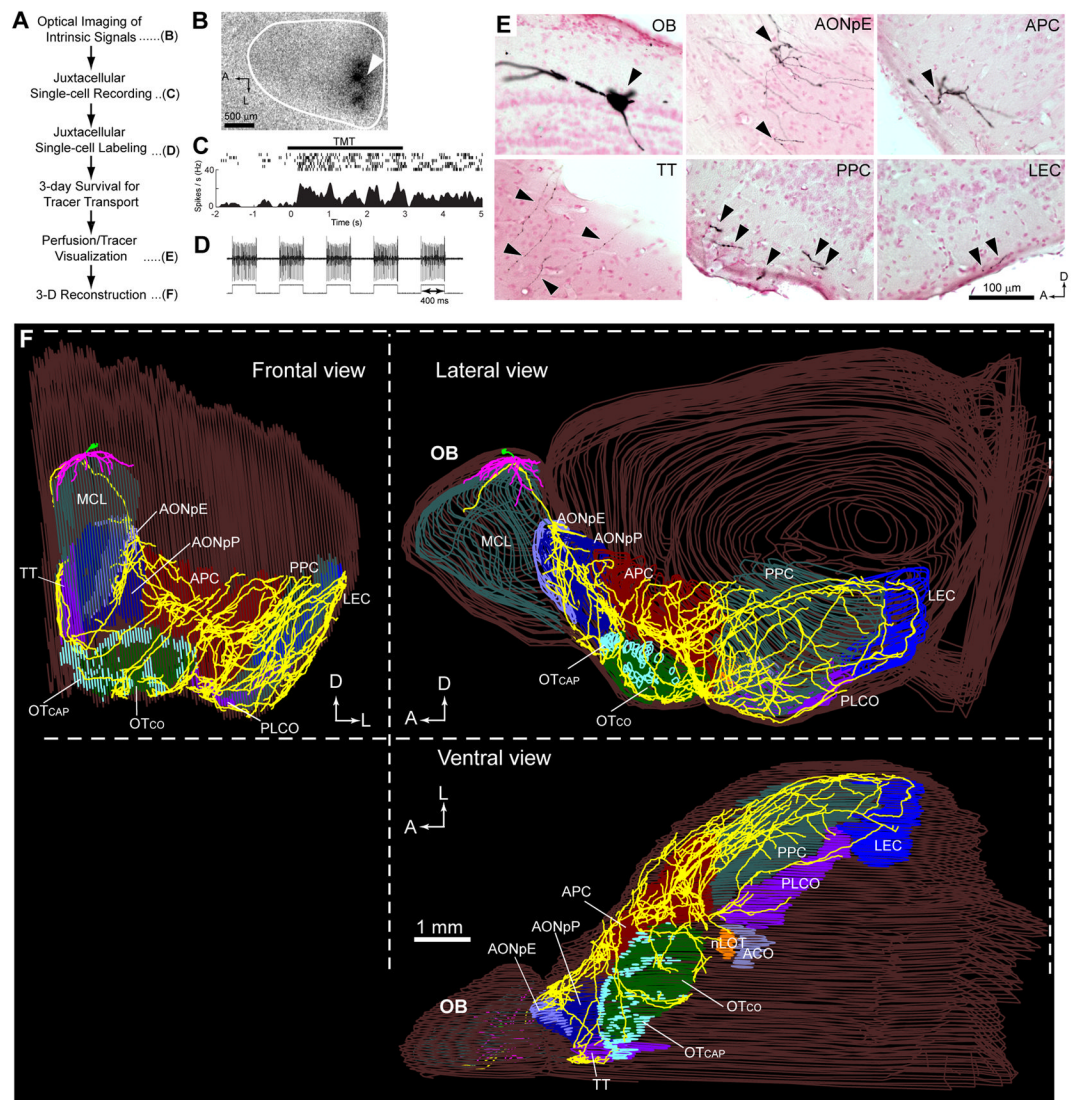 A
Optical Imaging of
Intrinsic Signals ......(B)
Juxtacellular
Single-cell Recording ..(C)
Juxtacellular
Single-cell Labeling ...(D)
3-day Survival for
Tracer Transport
Perfusion/Tracer
Visualization .....(E)
3-D Reconstruction ...(F)
B
A
L
500 µm
C
TMT
Spikes / s (Hz)
40
0
-2 -1 0 1 2 3 4 5
Time (s)
D
400 ms
E
OB
AONpE
APC
TT
PPC
LEC
100 µm
D
A
F
Frontal view
MCL
AONpE
AONpP
TT
APC
PPC
LEC
OTCAP
OTCO
PLCO
D
L
Lateral view
OB
MCL
AONpE
AONpP
APC
PPC
LEC
OTCAP
OTCO
PLCO
D
A
Ventral view
L
A
1 mm
OB
AONpE
AONpP
APC
PPC
LEC
PLCO
nLOT
ACO
OTCO
OTCAP
TT